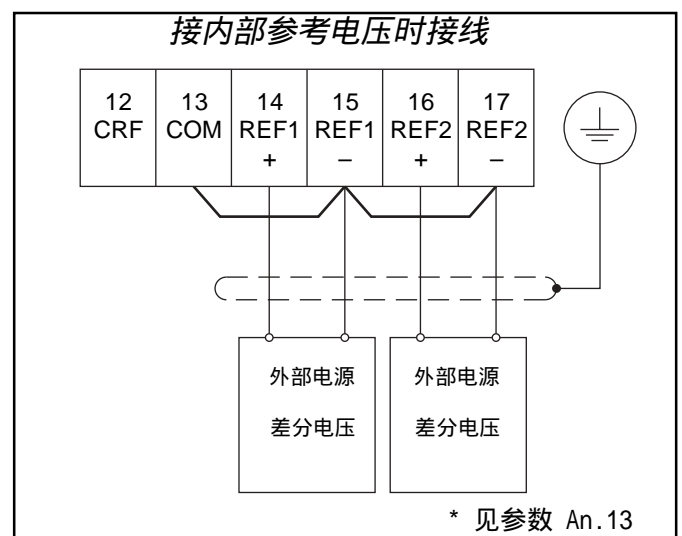 接内部参考电压时接线
12 13 14 15 16 17
CRF COM REF1 REF1 REF2 REF2
+ – + –
外部电源 外部电源
差分电压 差分电压
* 见参数 An.13